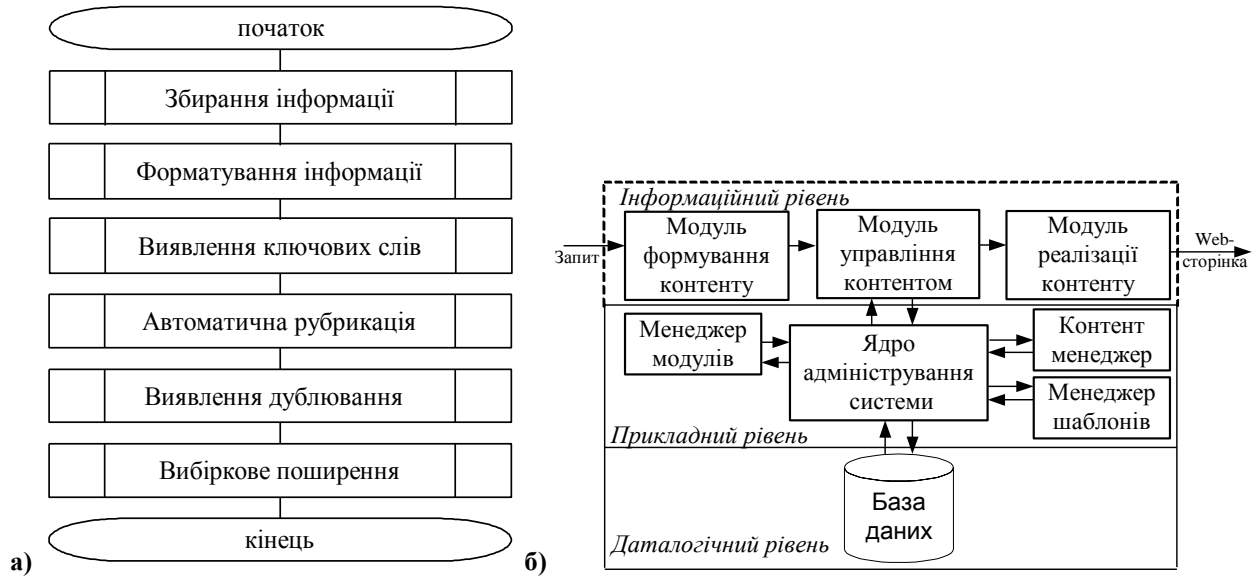 початок
Збирання інформації
Форматування інформації
Виявлення ключових слів
Автоматична рубрикація
Виявлення дублювання
Вибіркове поширення
кінець
а)
Інформаційний рівень
Запит
Модуль
формування
контенту
Модуль
управління
контентом
Модуль
реалізації
контенту
Web-
сторінка
Менеджер
модулів
Ядро
адміністрування
системи
Контент
менеджер
Менеджер
шаблонів
Прикладний рівень
База
даних
Даталогічний рівень
б)